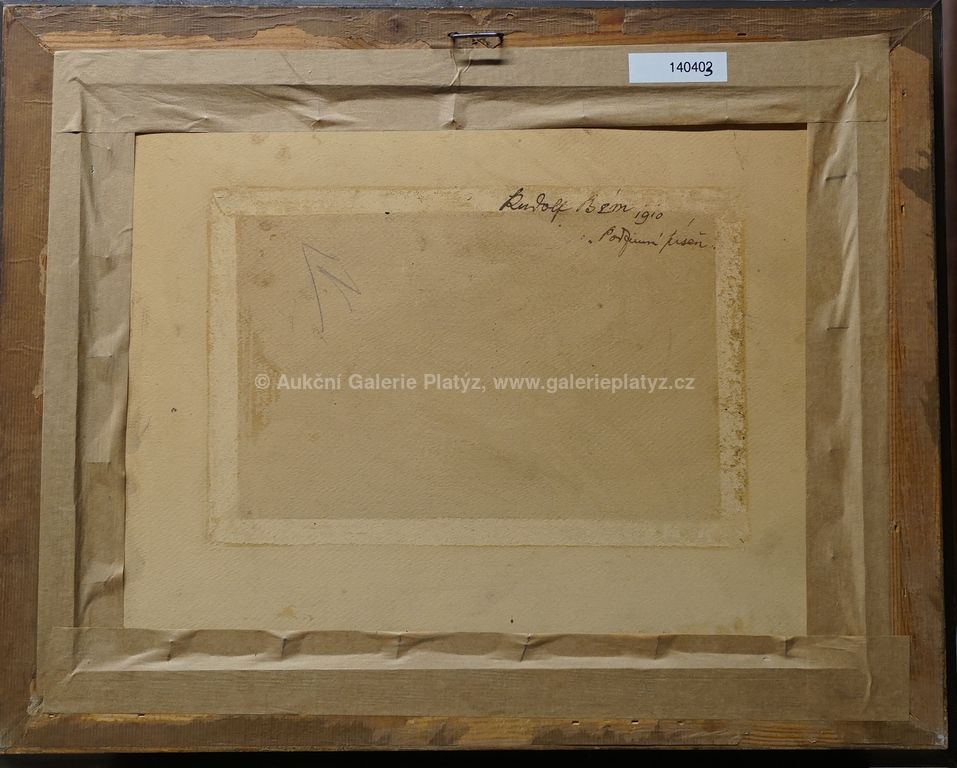 140403
Rudolf Bém 1910
"Podzimní píseň.
© Aukční Galerie Platýz, www.galerieplatyz.cz